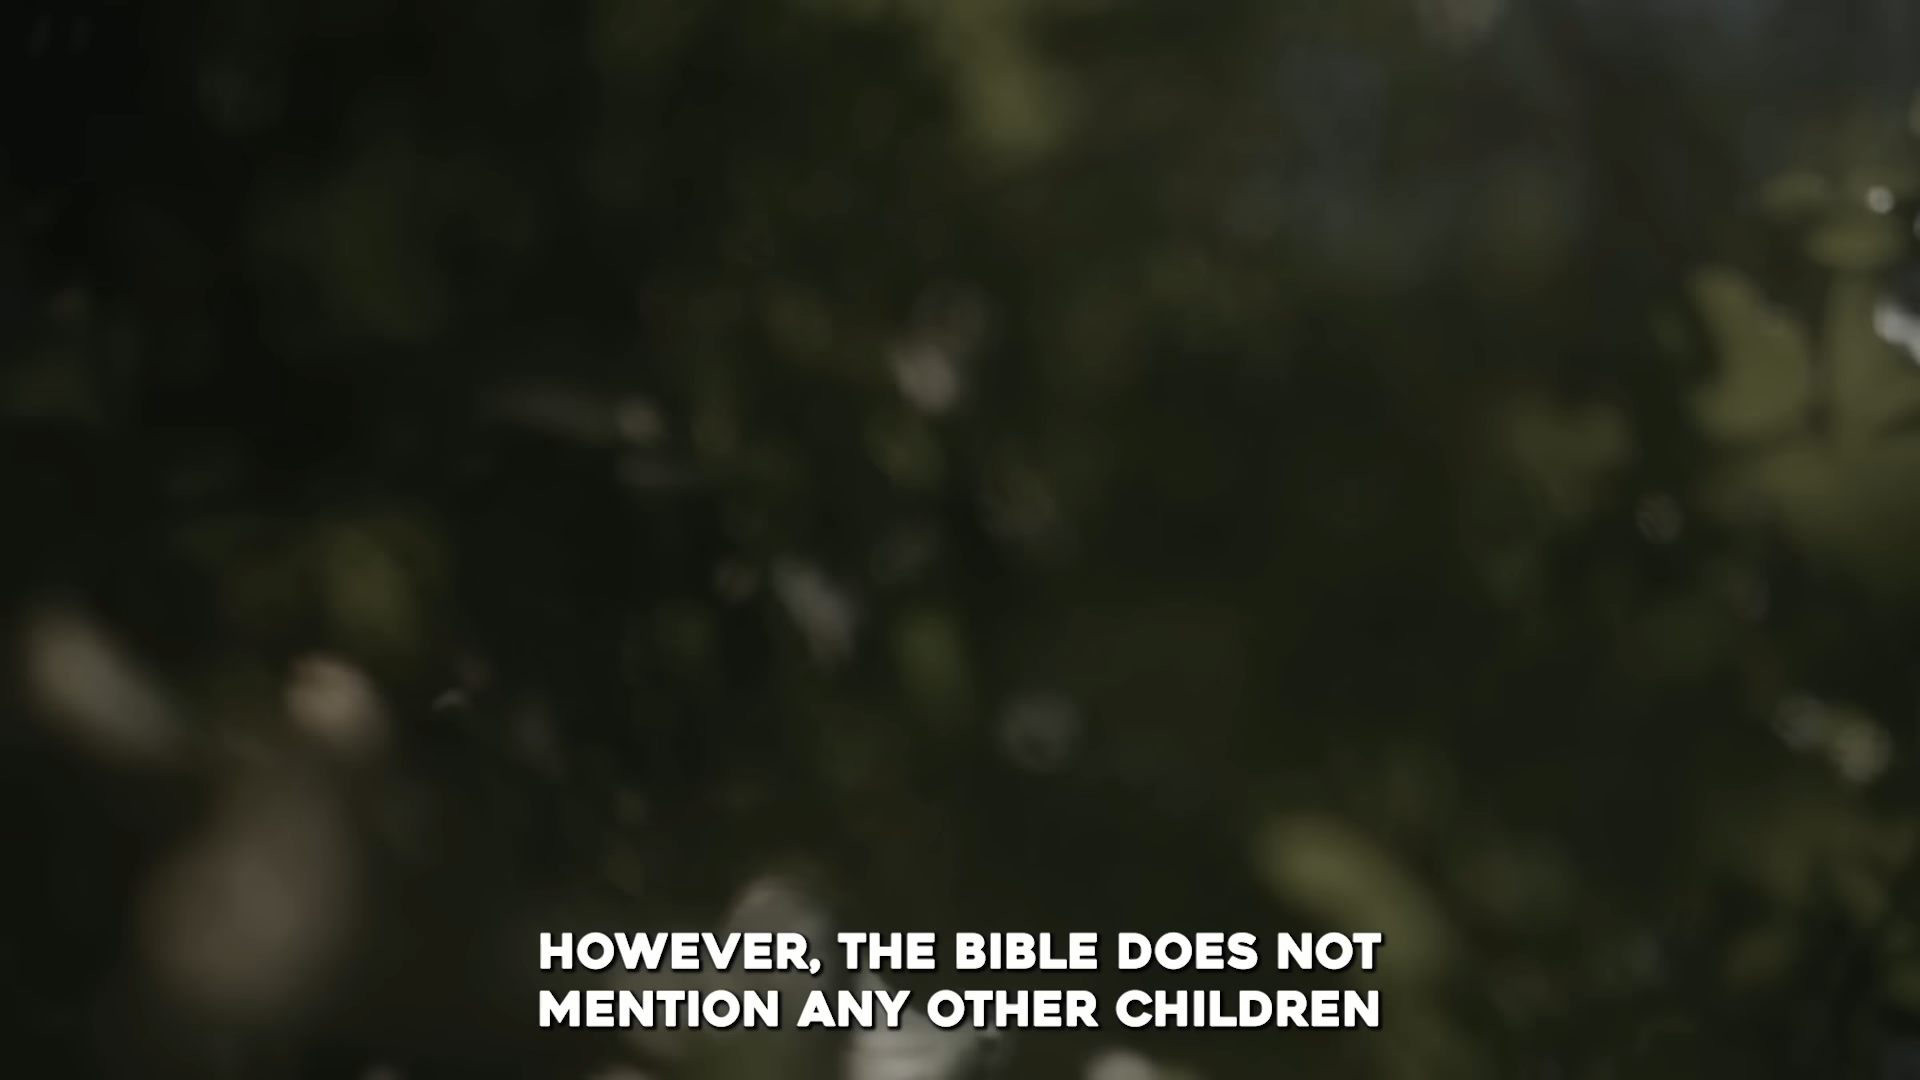 HOWEVER, THE BIBLE DOES NOT
MENTION ANY OTHER CHILDREN